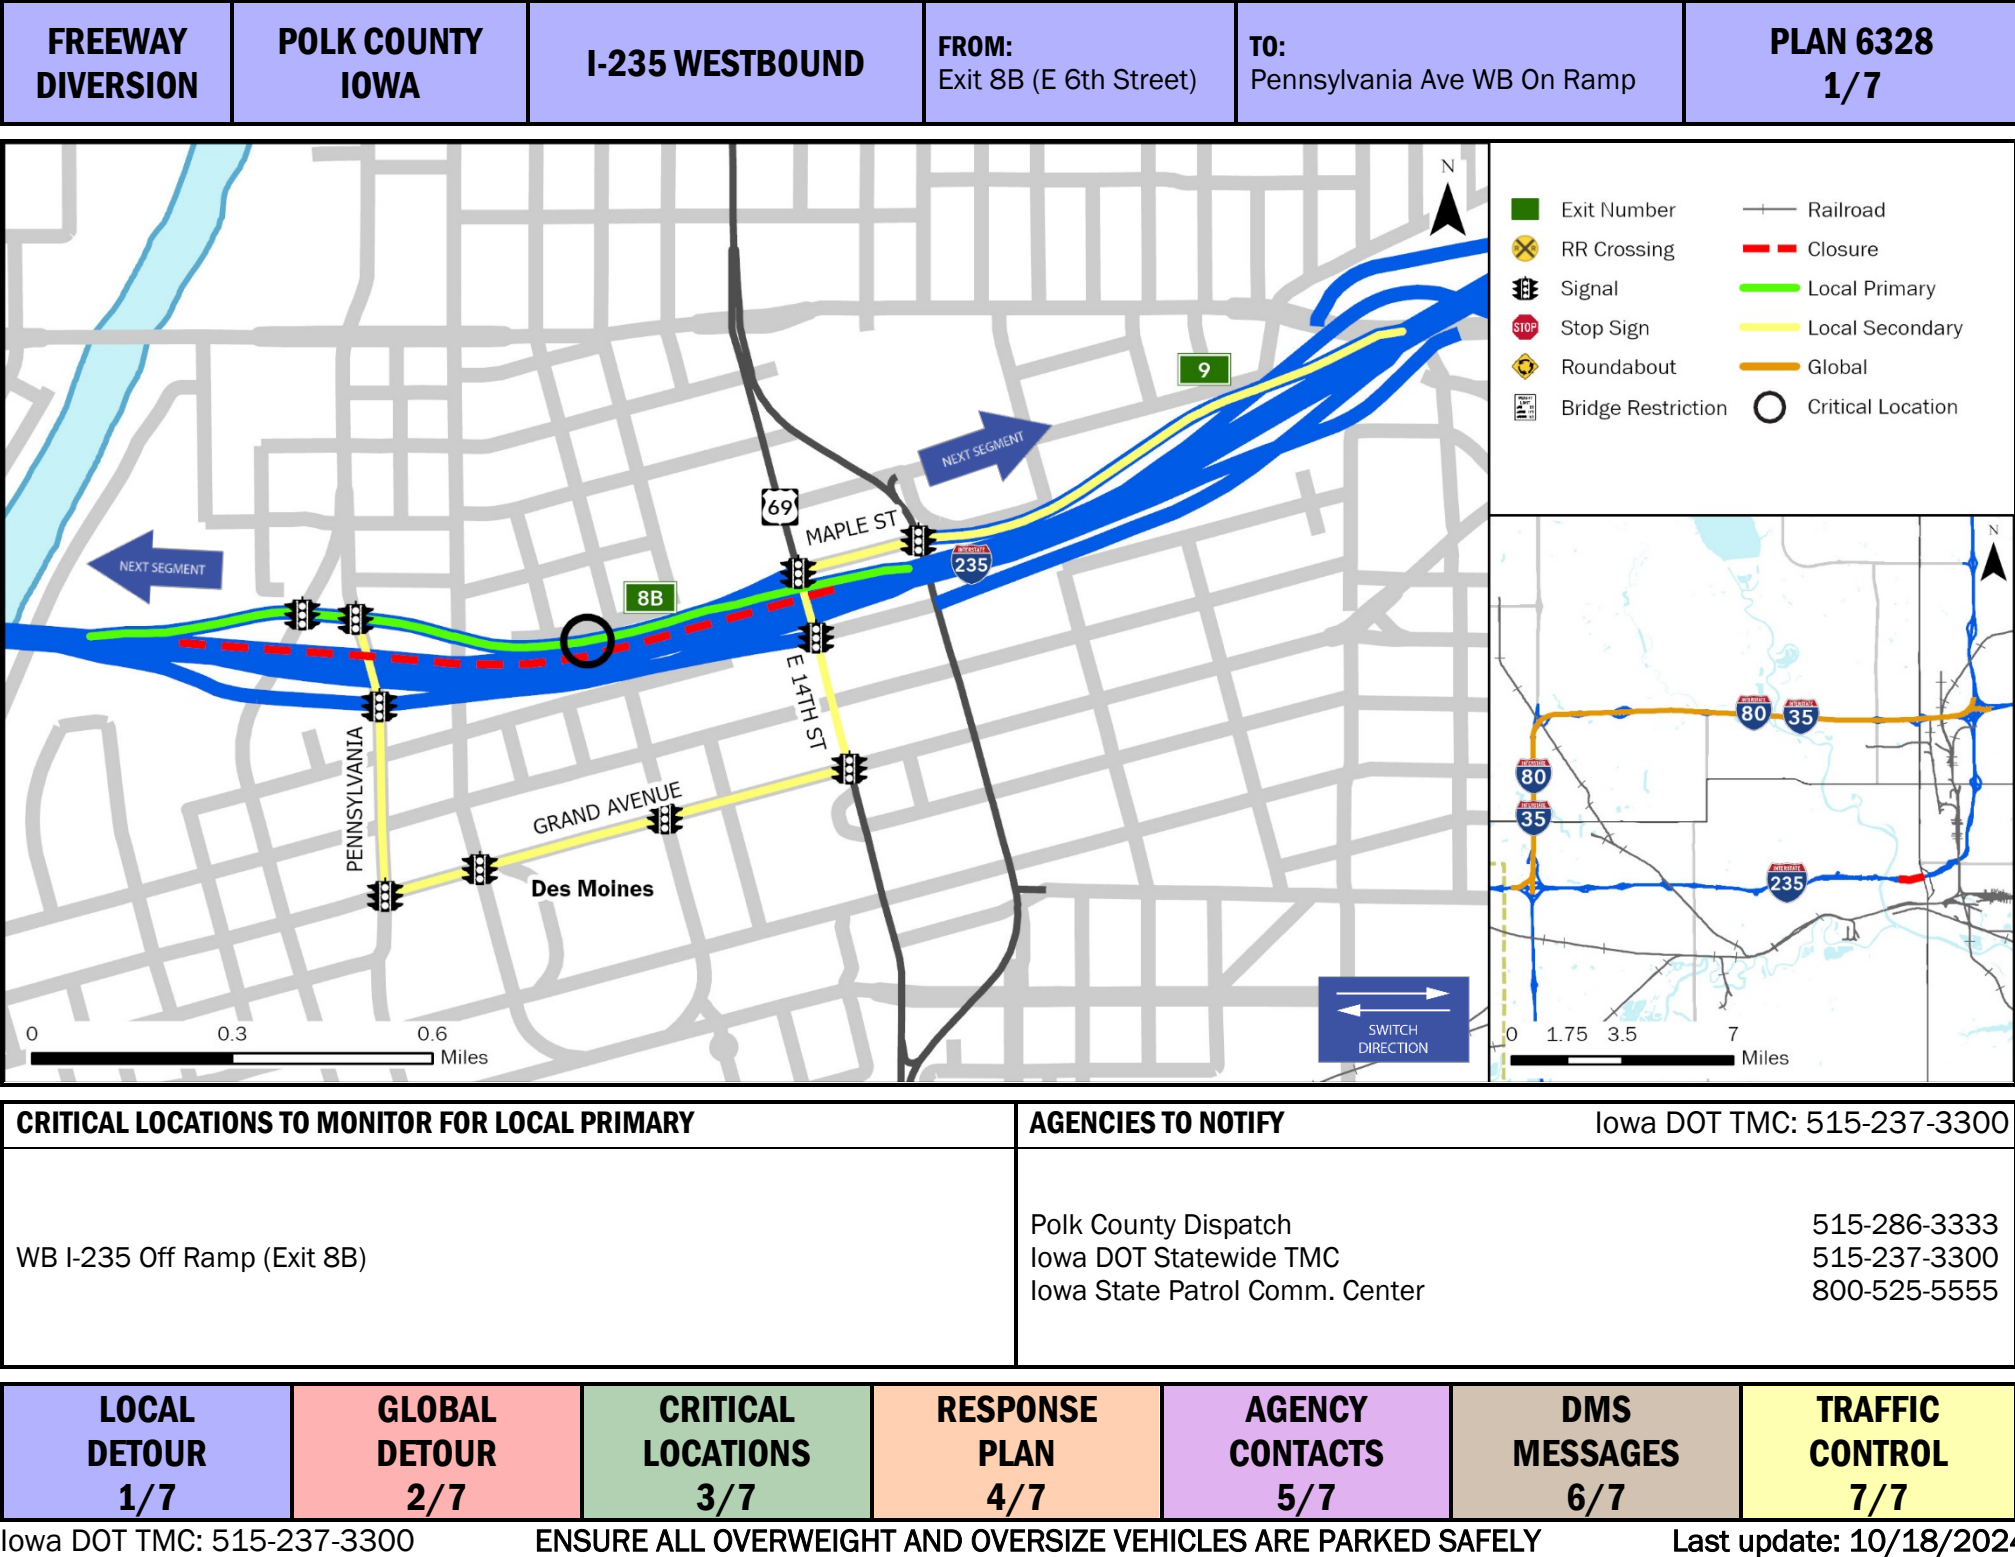 FREEWAY
DIVERSION
POLK COUNTY
IOWA
I-235 WESTBOUND
FROM:
Exit 8B (E 6th Street)
TO:
Pennsylvania Ave WB On Ramp
PLAN 6328
1/7
N
9
NEXT SEGMENT
69
MAPLE ST
INTERSTATE
235
NEXT SEGMENT
8B
E 14TH ST
PENNSYLVANIA
GRAND AVENUE
Des Moines
0 0.3 0.6
Miles
SWITCH
DIRECTION
Exit Number
RR Crossing
Signal
STOP
Stop Sign
Roundabout
Bridge Restriction
Railroad
Closure
Local Primary
Local Secondary
Global
Critical Location
N
80
35
80
35
235
0 1.75 3.5 7
Miles
CRITICAL LOCATIONS TO MONITOR FOR LOCAL PRIMARY
WB I-235 Off Ramp (Exit 8B)
AGENCIES TO NOTIFY Iowa DOT TMC: 515-237-3300
Polk County Dispatch 515-286-3333
Iowa DOT Statewide TMC 515-237-3300
Iowa State Patrol Comm. Center 800-525-5555
LOCAL
DETOUR
1/7
GLOBAL
DETOUR
2/7
CRITICAL
LOCATIONS
3/7
RESPONSE
PLAN
4/7
AGENCY
CONTACTS
5/7
DMS
MESSAGES
6/7
TRAFFIC
CONTROL
7/7
Iowa DOT TMC: 515-237-3300 ENSURE ALL OVERWEIGHT AND OVERSIZE VEHICLES ARE PARKED SAFELY Last update: 10/18/202